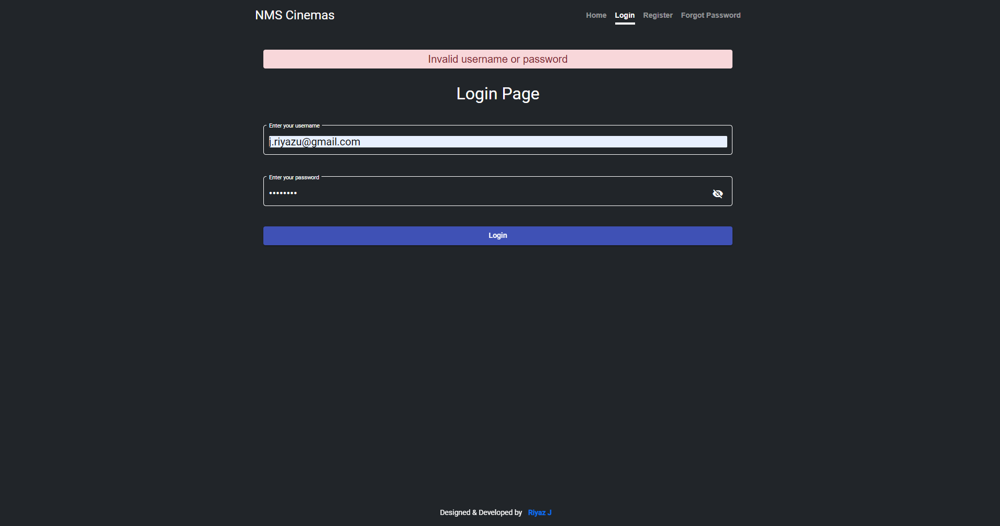 NMS Cinemas
Home Login Register Forgot Password
Invalid username or password
Login Page
Enter your username
j.riyazu@gmail.com
Enter your password
••••••••
Login
Designed & Developed by Riyaz J